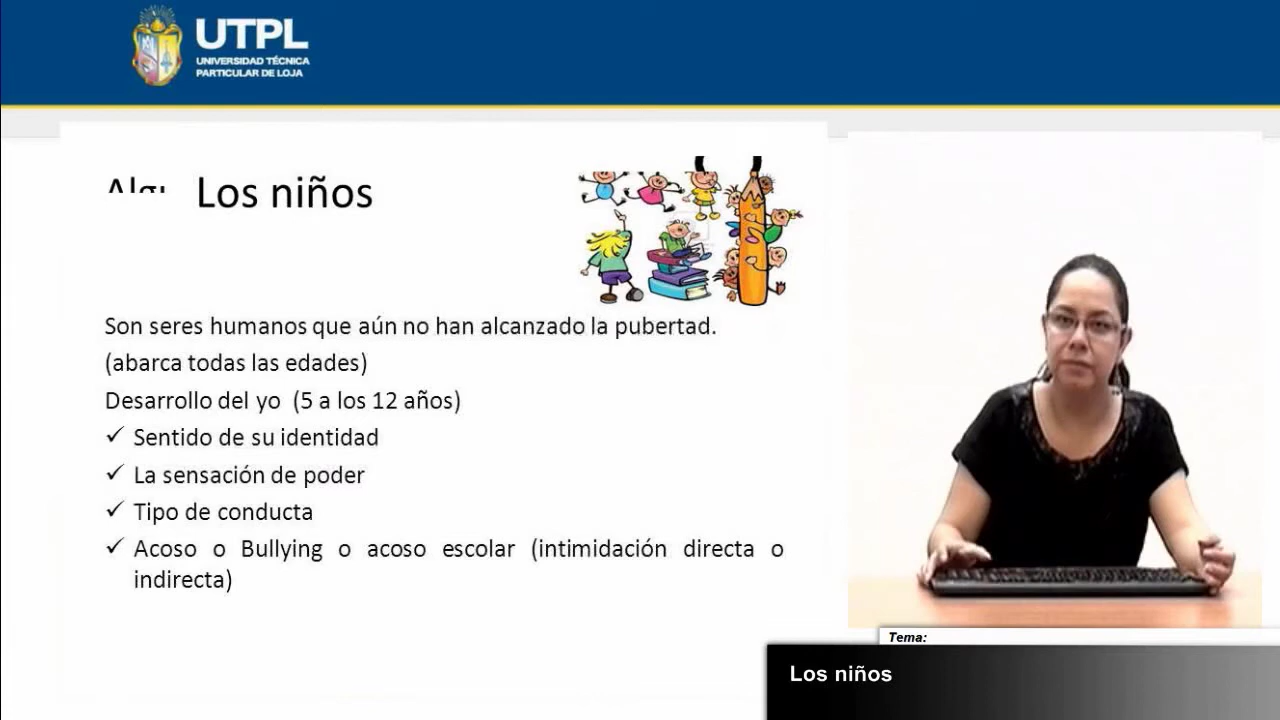 UTPL
UNIVERSIDAD TÉCNICA
PARTICULAR DE LOJA
Los niños
Son seres humanos que aún no han alcanzado la pubertad.
(abarca todas las edades)
Desarrollo del yo (5 a los 12 años)
✓ Sentido de su identidad
✓ La sensación de poder
✓ Tipo de conducta
✓ Acoso o Bullying o acoso escolar (intimidación directa o
indirecta)
Tema:
Los niños